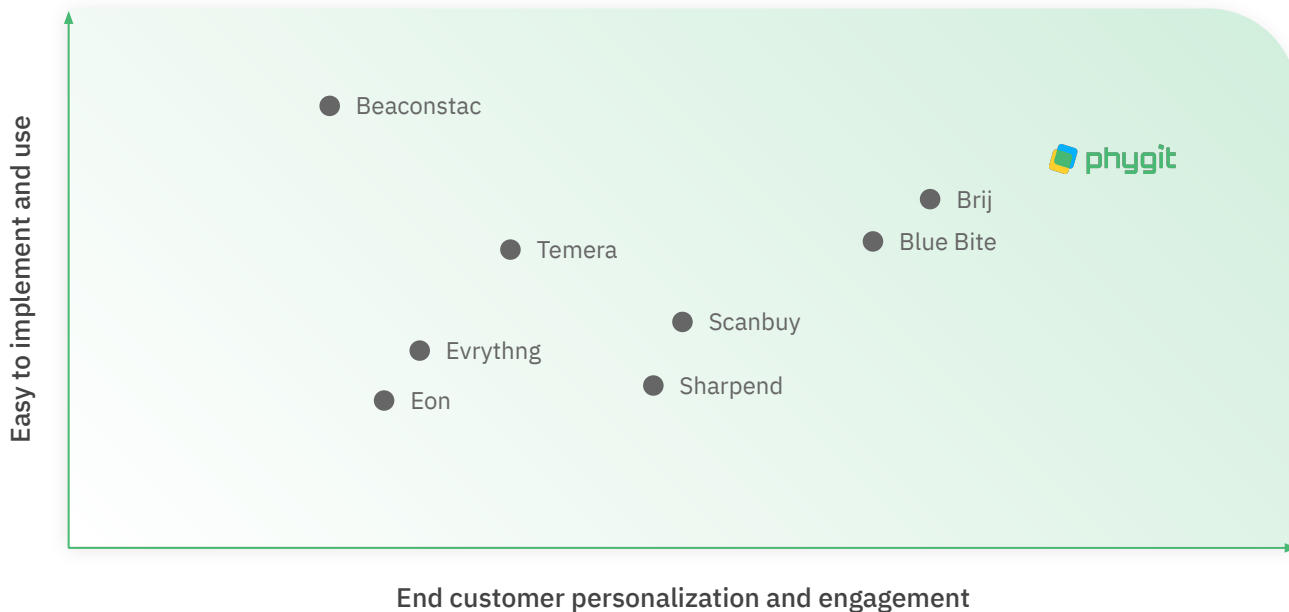 Easy to implement and use
Beaconstac
phygit
Brij
Blue Bite
Temera
Scanbuy
Evrythng
Sharpend
Eon
End customer personalization and engagement